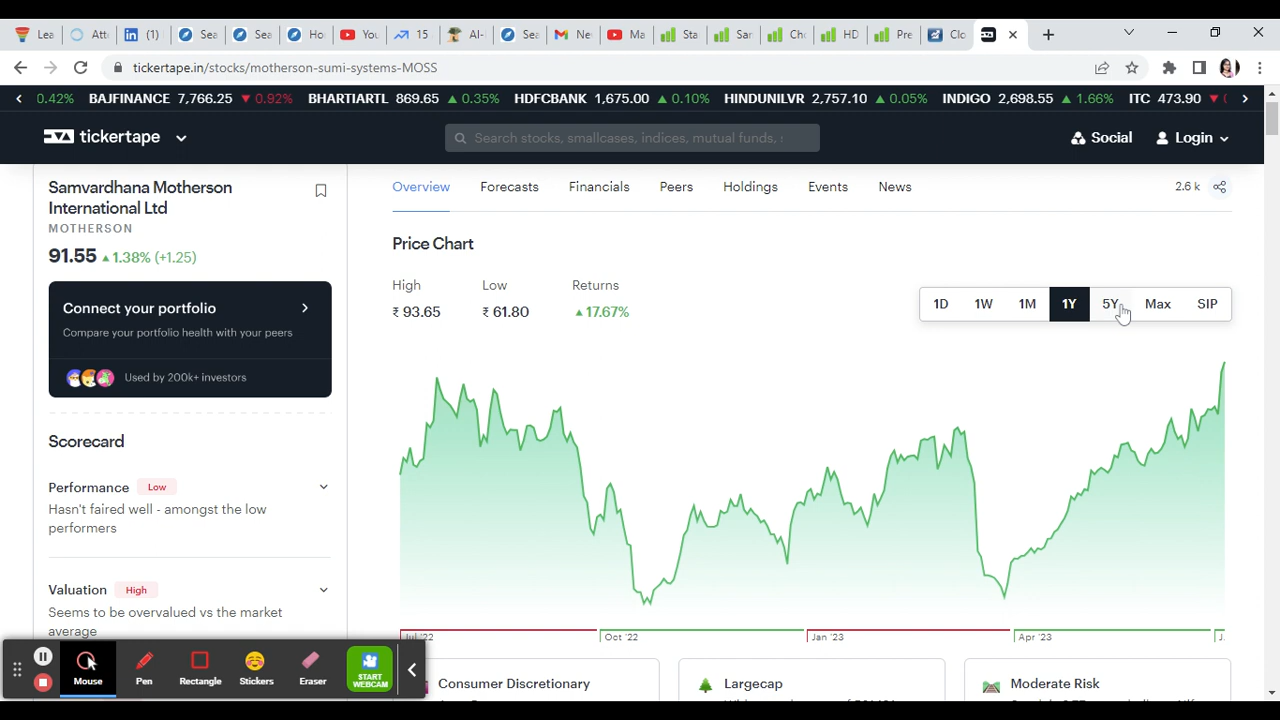 Lea
Atte
(1)
Sea
Sea
Ho
You
15
AI-
Sea
Ne
Ma
Sta
Sar
Cho
HD
Pre
Clo
tickertape.in/stocks/motherson-sumi-systems-MOSS
0.42% BAJFINANCE 7,766.25 ▼ 0.92% BHARTIARTL 869.65 ▲ 0.35% HDFCBANK 1,675.00 ▲ 0.10% HINDUNILVR 2,757.10 ▲ 0.05% INDIGO 2,698.55 ▲ 1.66% ITC 473.90 ▼
tickertape
Search stocks, smallcases, indices, mutual funds,
Social
Login
Samvardhana Motherson
International Ltd
MOTHERSON
91.55 ▲ 1.38% (+1.25)
Connect your portfolio
Compare your portfolio health with your peers
Used by 200k+ investors
Scorecard
Performance Low
Hasn't faired well - amongst the low
performers
Valuation High
Seems to be overvalued vs the market
average
Overview Forecasts Financials Peers Holdings Events News
2.6 k
Price Chart
High Low Returns
₹ 93.65 ₹ 61.80 ▲ 17.67%
1D 1W 1M 1Y 5Y Max SIP
Jul '22 Oct '22 Jan '23 Apr '23 J
Consumer Discretionary
Largecap
Moderate Risk
Mouse
Pen
Rectangle
Stickers
Eraser
START
WEBCAM